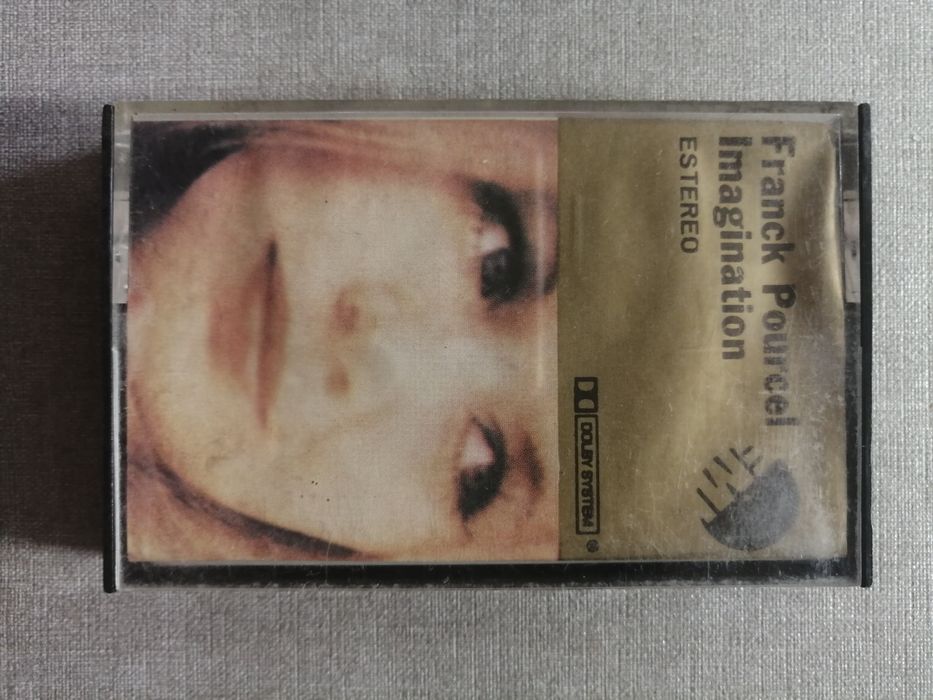 Franck Pourcel
Imagination
ESTEREO
DOLBY SYSTEM